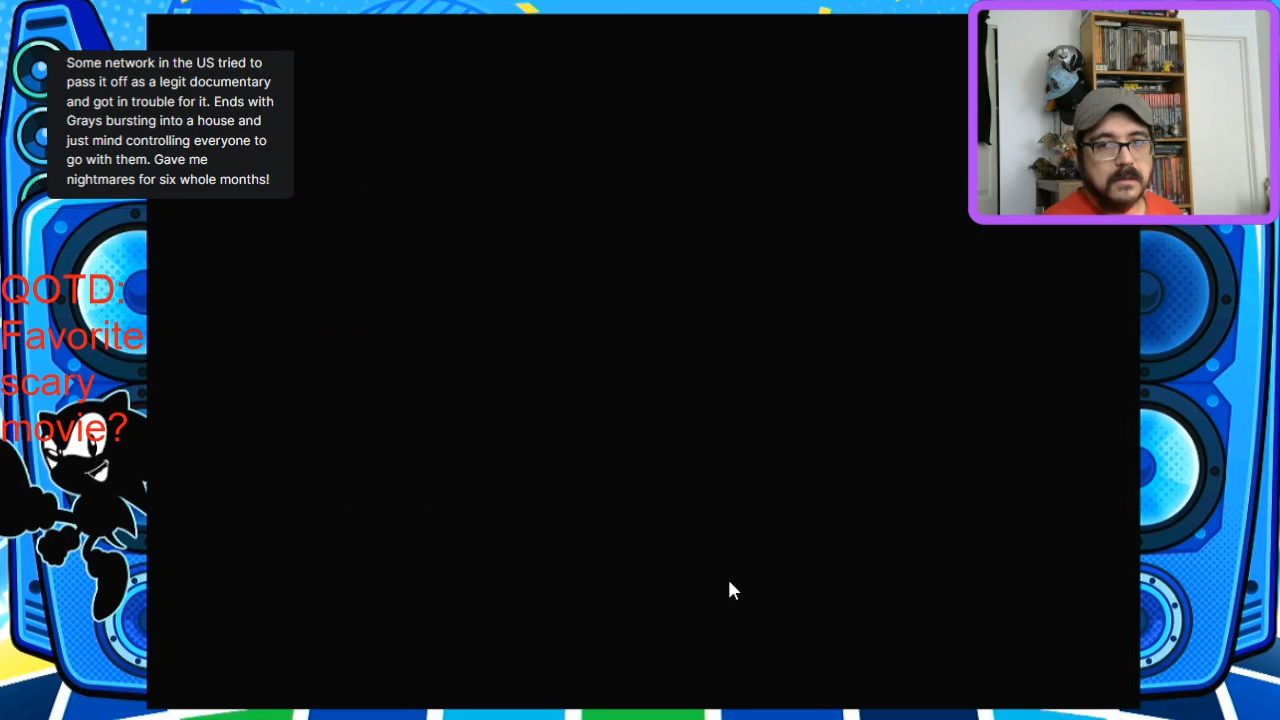 Some network in the US tried to
pass it off as a legit documentary
and got in trouble for it. Ends with
Grays bursting into a house and
just mind controlling everyone to
go with them. Gave me
nightmares for six whole months!
QOTD:
Favorite
scary
movie?